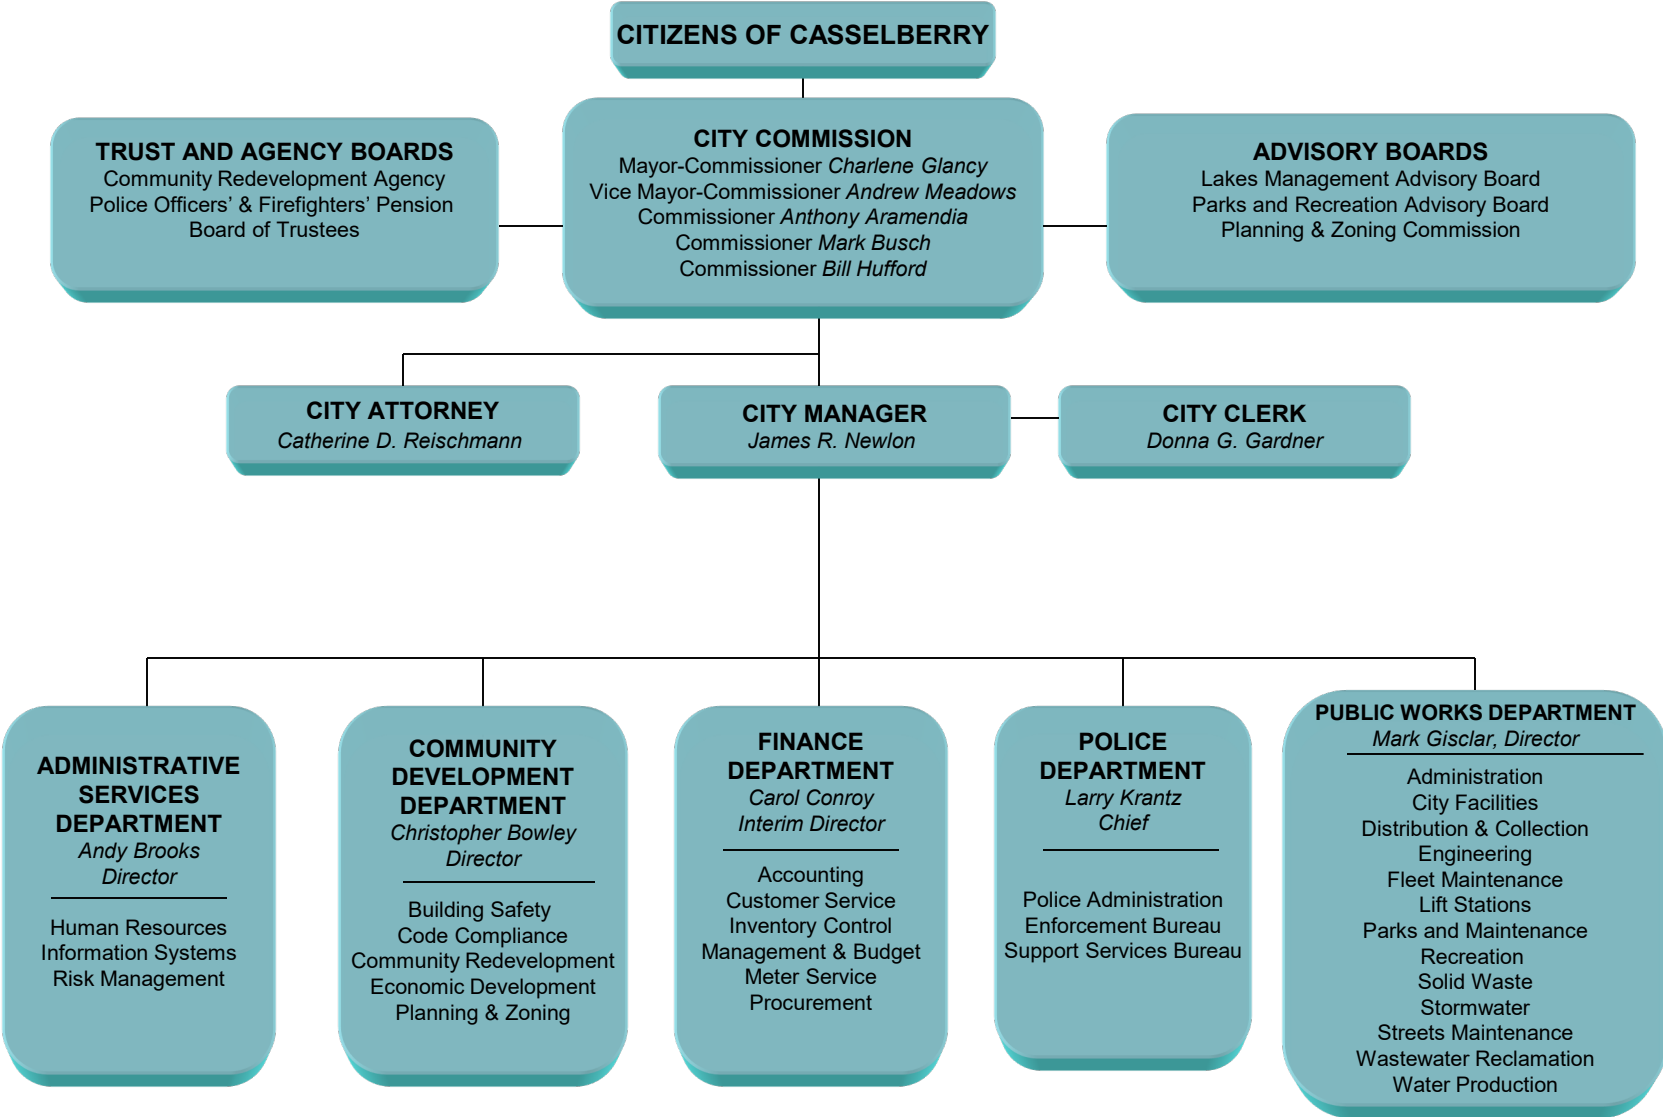 CITIZENS OF CASSELBERRY
TRUST AND AGENCY BOARDS
Community Redevelopment Agency
Police Officers’ & Firefighters’ Pension
Board of Trustees
CITY COMMISSION
Mayor-Commissioner Charlene Glancy
Vice Mayor-Commissioner Andrew Meadows
Commissioner Anthony Aramendia
Commissioner Mark Busch
Commissioner Bill Hufford
ADVISORY BOARDS
Lakes Management Advisory Board
Parks and Recreation Advisory Board
Planning & Zoning Commission
CITY ATTORNEY
Catherine D. Reischmann
CITY MANAGER
James R. Newlon
CITY CLERK
Donna G. Gardner
ADMINISTRATIVE
SERVICES
DEPARTMENT
Andy Brooks
Director
Human Resources
Information Systems
Risk Management
COMMUNITY
DEVELOPMENT
DEPARTMENT
Christopher Bowley
Director
Building Safety
Code Compliance
Community Redevelopment
Economic Development
Planning & Zoning
FINANCE
DEPARTMENT
Carol Conroy
Interim Director
Accounting
Customer Service
Inventory Control
Management & Budget
Meter Service
Procurement
POLICE
DEPARTMENT
Larry Krantz
Chief
Police Administration
Enforcement Bureau
Support Services Bureau
PUBLIC WORKS DEPARTMENT
Mark Gisclar, Director
Administration
City Facilities
Distribution & Collection
Engineering
Fleet Maintenance
Lift Stations
Parks and Maintenance
Recreation
Solid Waste
Stormwater
Streets Maintenance
Wastewater Reclamation
Water Production